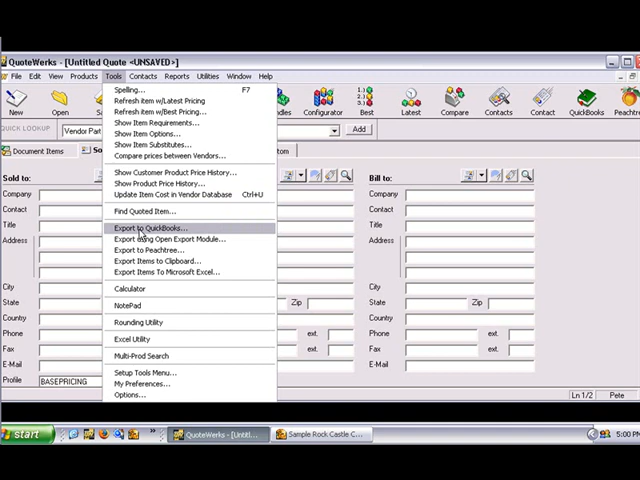 QuoteWerks - [Untitled Quote <UNSAVED>]
File Edit View Products Tools Contacts Reports Utilities Window Help
New Open Configurator Best Latest Compare Contacts Contact QuickBooks
QUICK LOOKUP Vendor Part Add
Document Items
Sold to: Bill to:
Company Company
Contact Contact
Title Title
Address Address
City City
State Zip State Zip
Country Country
Phone ext. Phone ext.
Fax ext. Fax ext.
E-Mail E-Mail
Profile BASEPRICING
Spelling... F7
Refresh item w/Latest Pricing
Refresh item w/Best Pricing...
Show Item Requirements...
Show Item Options...
Show Item Substitutes...
Compare prices between Vendors...
Show Customer Product Price History...
Show Product Price History...
Update Item Cost in Vendor Database Ctrl+U
Find Quoted Item...
Export to QuickBooks...
Export using Open Export Module...
Export to Peachtree...
Export Items to Clipboard...
Export Items To Microsoft Excel...
Calculator
NotePad
Rounding Utility
Excel Utility
Multi-Prod Search
Setup Tools Menu...
My Preferences...
Options...
Ln 1/2 Pete
start QuoteWerks - [Untitl... Sample Rock Castle C... 5:00 PM